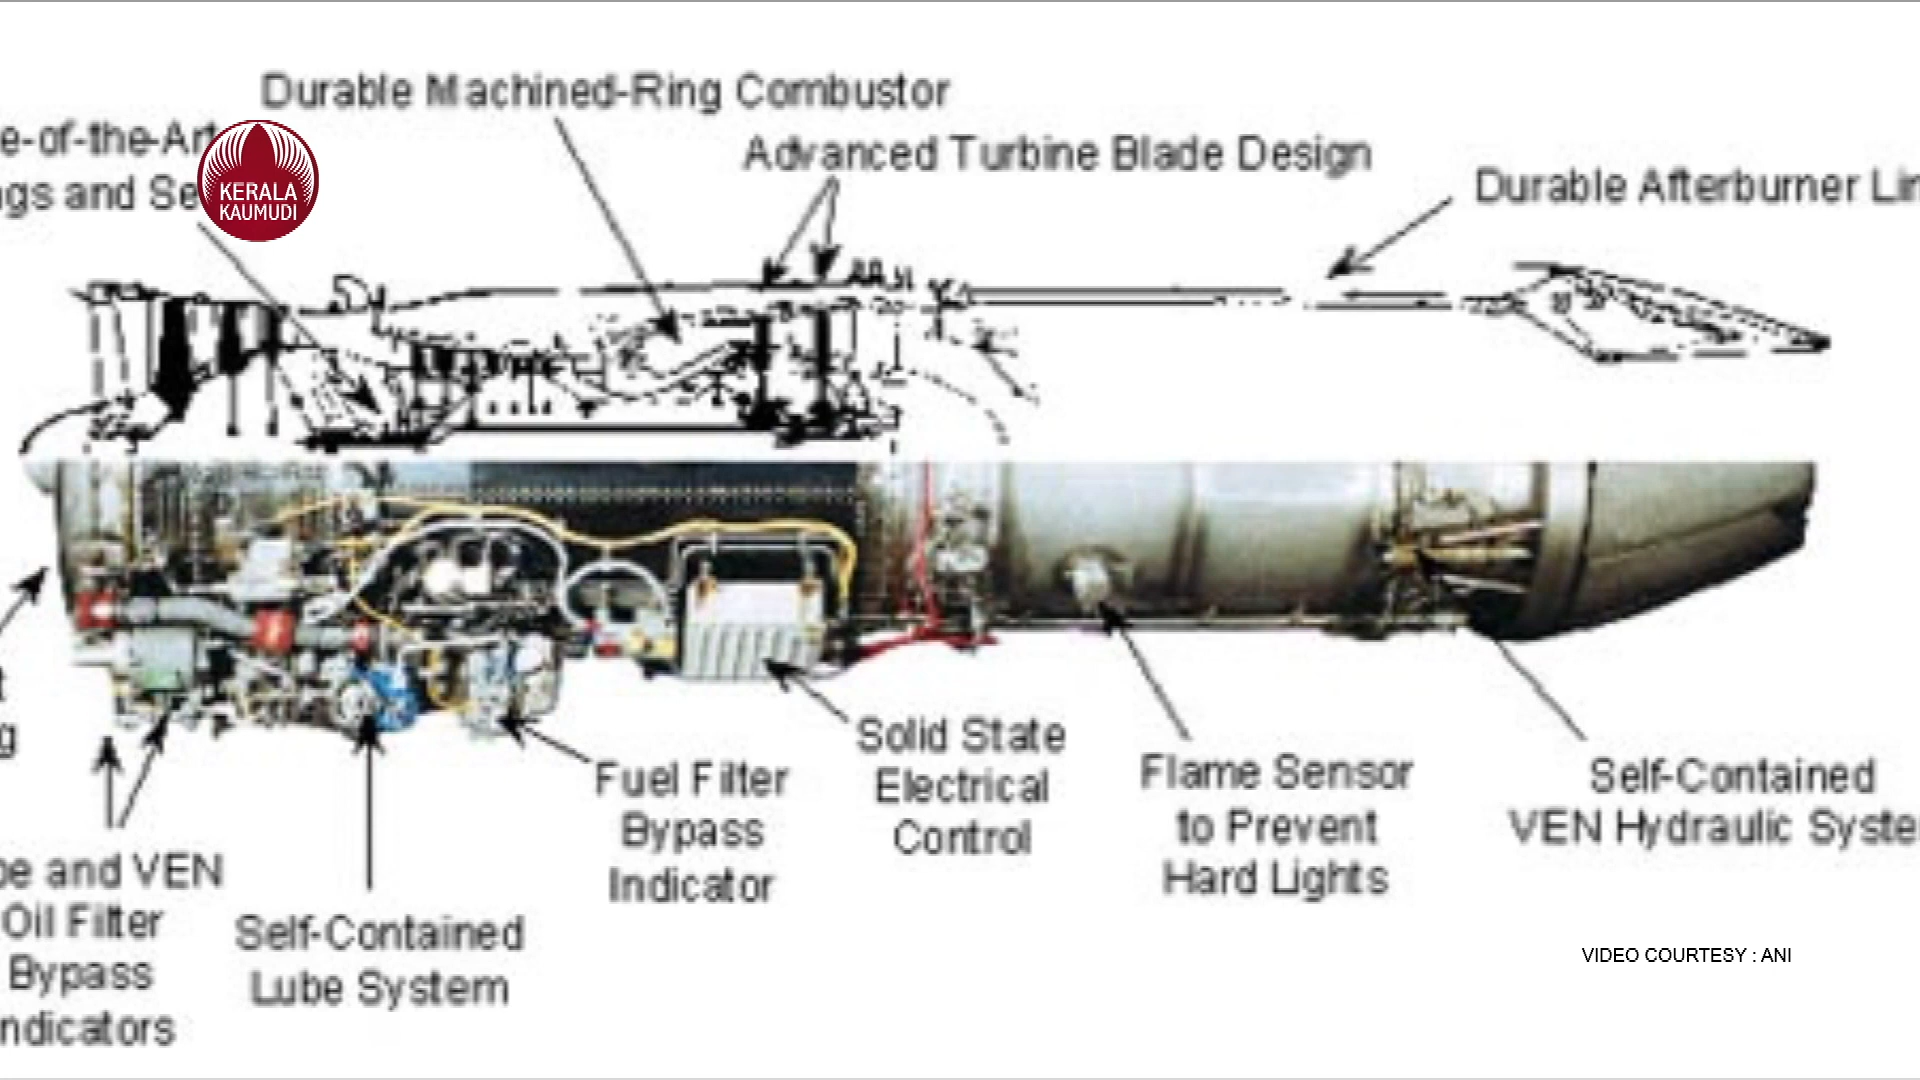 Durable Machined-Ring Combustor
e-of-the-Art
ngs and Se
KERALA
KAUMUDI
Advanced Turbine Blade Design
Durable Afterburner Lin
t
g
Solid State
Electrical
Control
Flame Sensor
to Prevent
Hard Lights
Self-Contained
VEN Hydraulic Syste
Fuel Filter
Bypass
Indicator
be and VEN
Oil Filter
Bypass
Indicators
Self-Contained
Lube System
VIDEO COURTESY : ANI